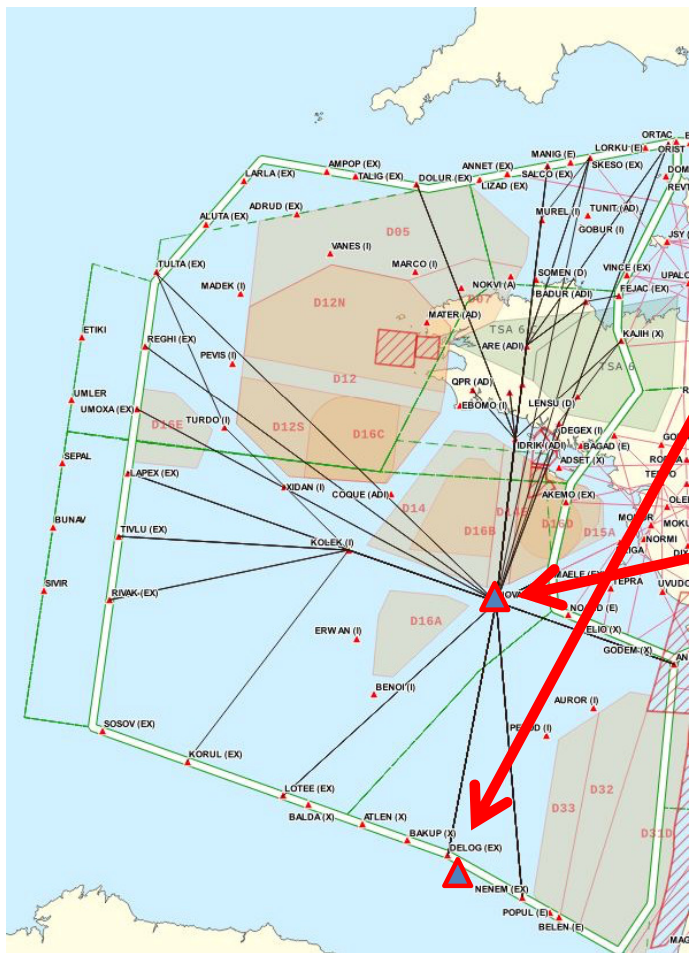 ORTAC
LORKU (E)
ORIST
MANIG (E)
SKESO (EX)
ANNET (EX)
SALCO (EX)
AMPOP (EX)
TALIG (EX)
DOLUR (EX)
LIZAD (EX)
LARLA (EX)
ADRUD (EX)
ALUTA (EX)
MUREL (I)
TUNIT (AD)
GOBUR (I)
D05
VANES (I)
MARCO (I)
TULTA (EX)
SOMEN (D)
VINCE (EX)
NOKVI (A)
BADUR (ADI)
FEJAC (EX)
MADEK (I)
D12N
D07
MATER (AD)
TSA 6
KAJIH (X)
ETIKI
REGHI (EX)
ARE (ADI)
PEVIS (I)
TSA 6
D12
QPR (AD)
UMLER
UMOXA (EX)
EBOMO (I)
LENSU (D)
D16E
TURDO (I)
D12S
D16C
DEGEX (I)
IDRIK (ADI)
BAGAD (E)
SEPAL
ADSET (X)
LAPEX (EX)
XIDAN (I)
COQUE (ADI)
AKEMO (EX)
D14
BUNAV
TIVLU (EX)
D16B
D15A
NORMI
KOLEK (I)
SIVIR
RIVAK (EX)
TEPRA
D16A
ERWAN (I)
GODEM (X)
BENOI (I)
AUROR (I)
SOSOV (EX)
KORUL (EX)
LOTEE (EX)
BALDA (X)
D32
D33
ATLEN (X)
D31D
BAKUP (X)
DELOG (EX)
NENEM (EX)
POPUL (E)
BELEN (E)